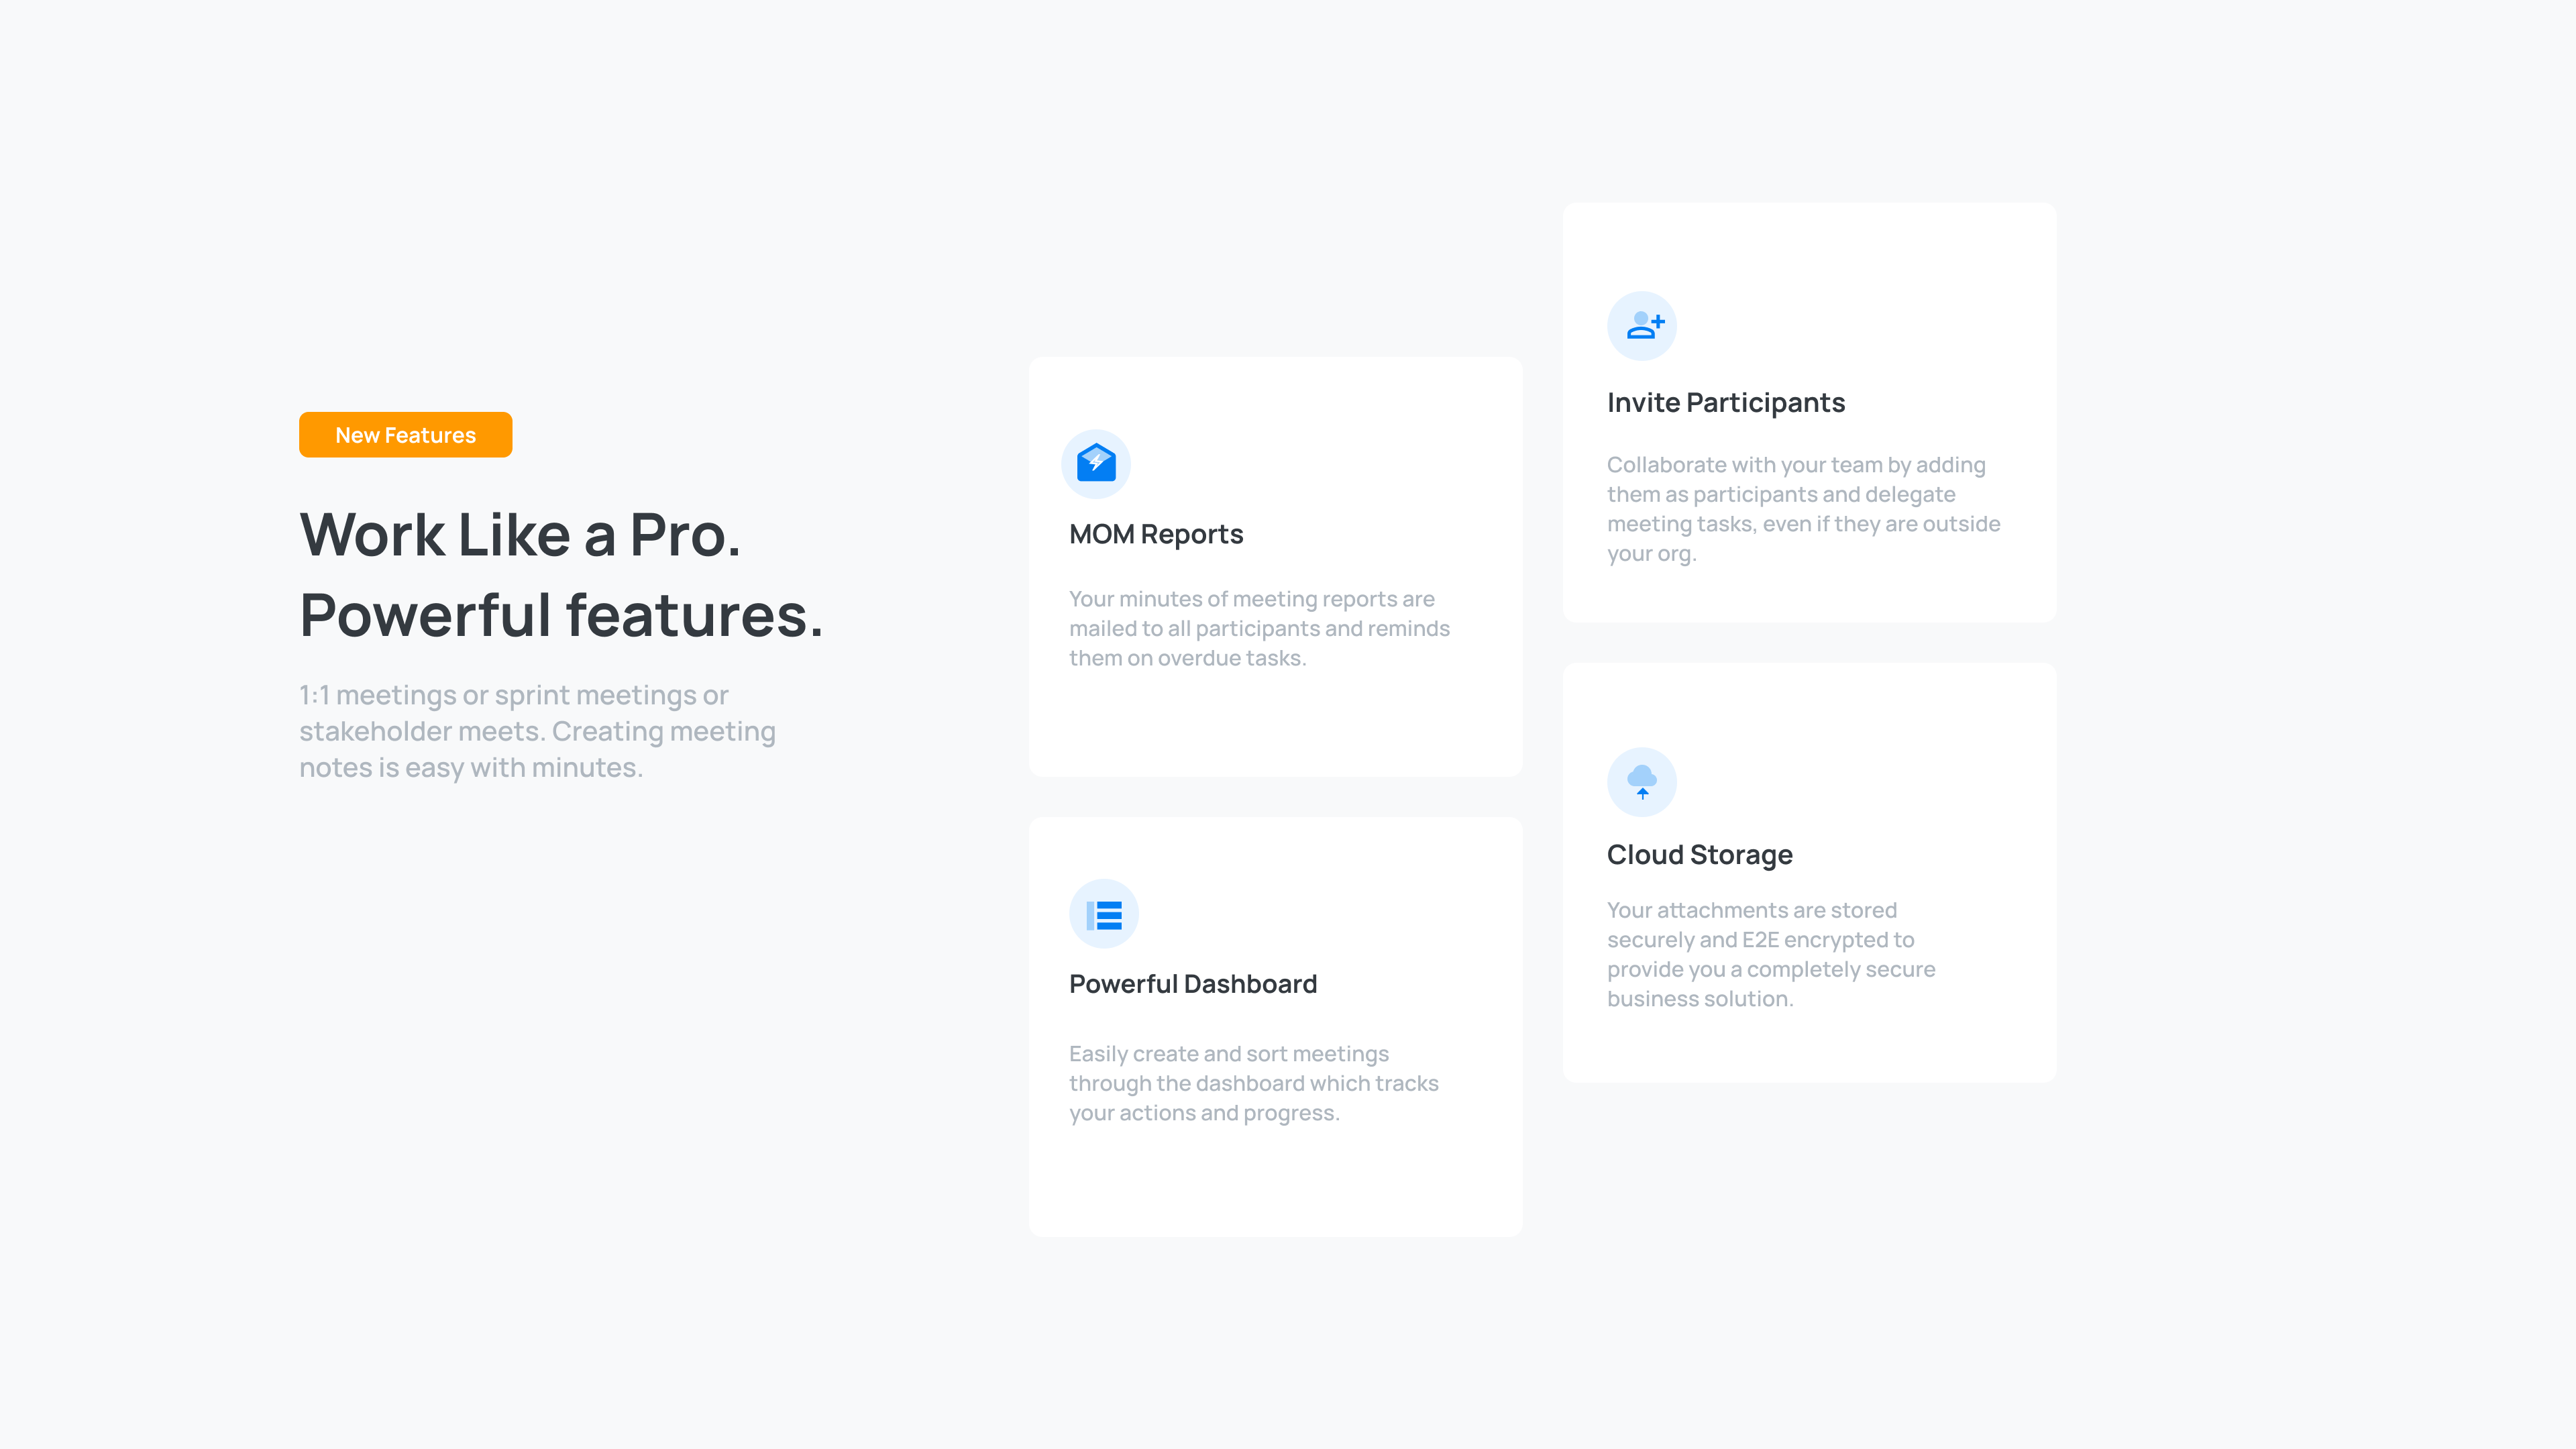 New Features
Work Like a Pro.
Powerful features.
1:1 meetings or sprint meetings or
stakeholder meets. Creating meeting
notes is easy with minutes.
MOM Reports
Your minutes of meeting reports are
mailed to all participants and reminds
them on overdue tasks.
Powerful Dashboard
Easily create and sort meetings
through the dashboard which tracks
your actions and progress.
Invite Participants
Collaborate with your team by adding
them as participants and delegate
meeting tasks, even if they are outside
your org.
Cloud Storage
Your attachments are stored
securely and E2E encrypted to
provide you a completely secure
business solution.